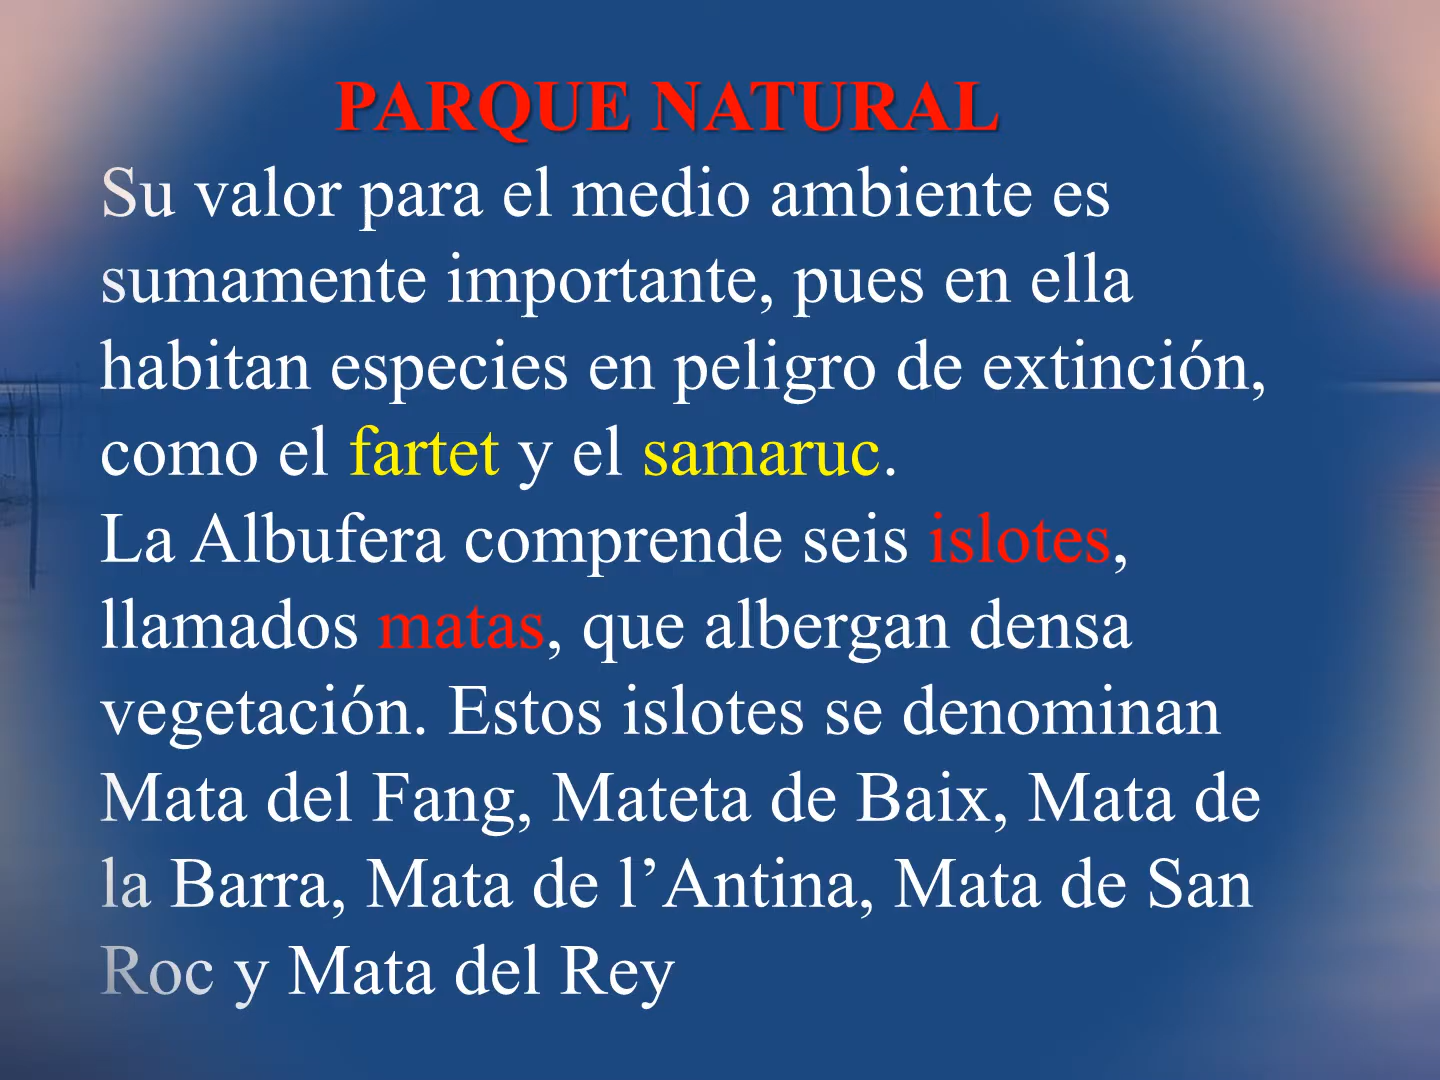 PARQUE NATURAL
Su valor para el medio ambiente es
sumamente importante, pues en ella
habitan especies en peligro de extinción,
como el fartet y el samaruc.
La Albufera comprende seis islotes,
llamados matas, que albergan densa
vegetación. Estos islotes se denominan
Mata del Fang, Mateta de Baix, Mata de
la Barra, Mata de l’Antina, Mata de San
Roc y Mata del Rey